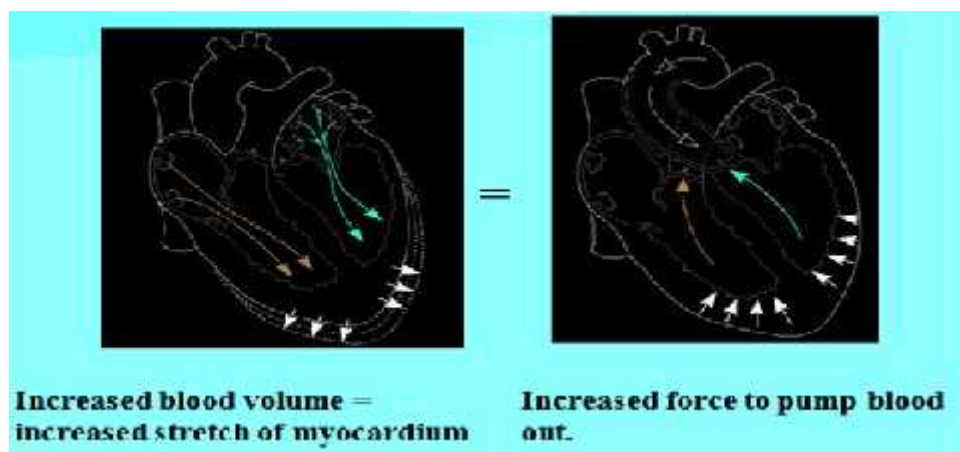 =
Increased blood volume =
increased stretch of myocardium
Increased force to pump blood
out.